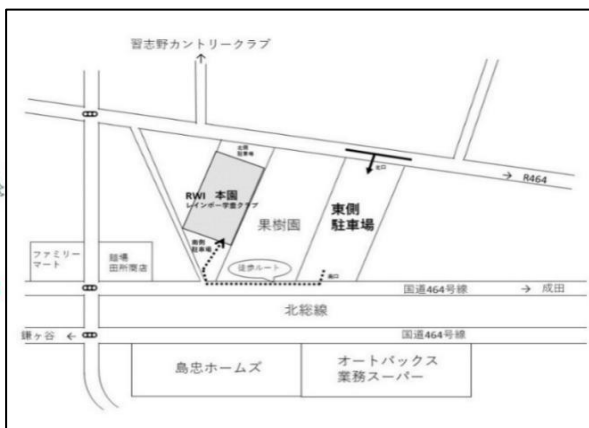 習志野カントリークラブ
北側
駐車場
北口
R464
RWI 本園
レインボー学童クラブ
東側
駐車場
果樹園
南側
駐車場
ファミリー
マート
田所商店
徒歩ルート
南口
国道464号線
成田
北総線
鎌ヶ谷
国道464号線
島忠ホームズ
オートバックス
業務スーパー